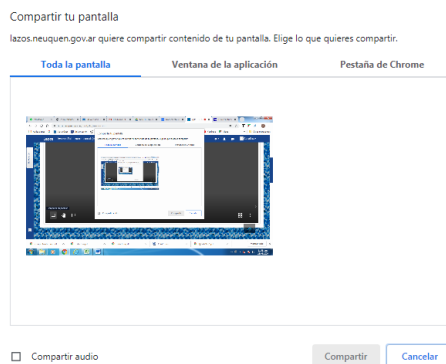 Compartir tu pantalla
lazos.neuquen.gov.ar quiere compartir contenido de tu pantalla. Elige lo que quieres compartir.
Toda la pantalla
Ventana de la aplicación
Pestaña de Chrome
Compartir audio
Compartir
Cancelar